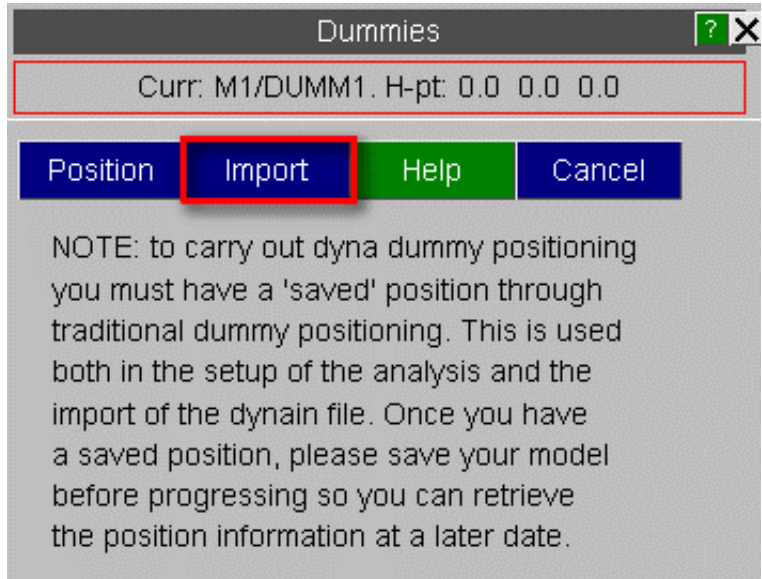 Dummies
?
Curr: M1/DUMM1. H-pt: 0.0 0.0 0.0
Position Import Help Cancel
NOTE: to carry out dyna dummy positioning
you must have a 'saved' position through
traditional dummy positioning. This is used
both in the setup of the analysis and the
import of the dynain file. Once you have
a saved position, please save your model
before progressing so you can retrieve
the position information at a later date.